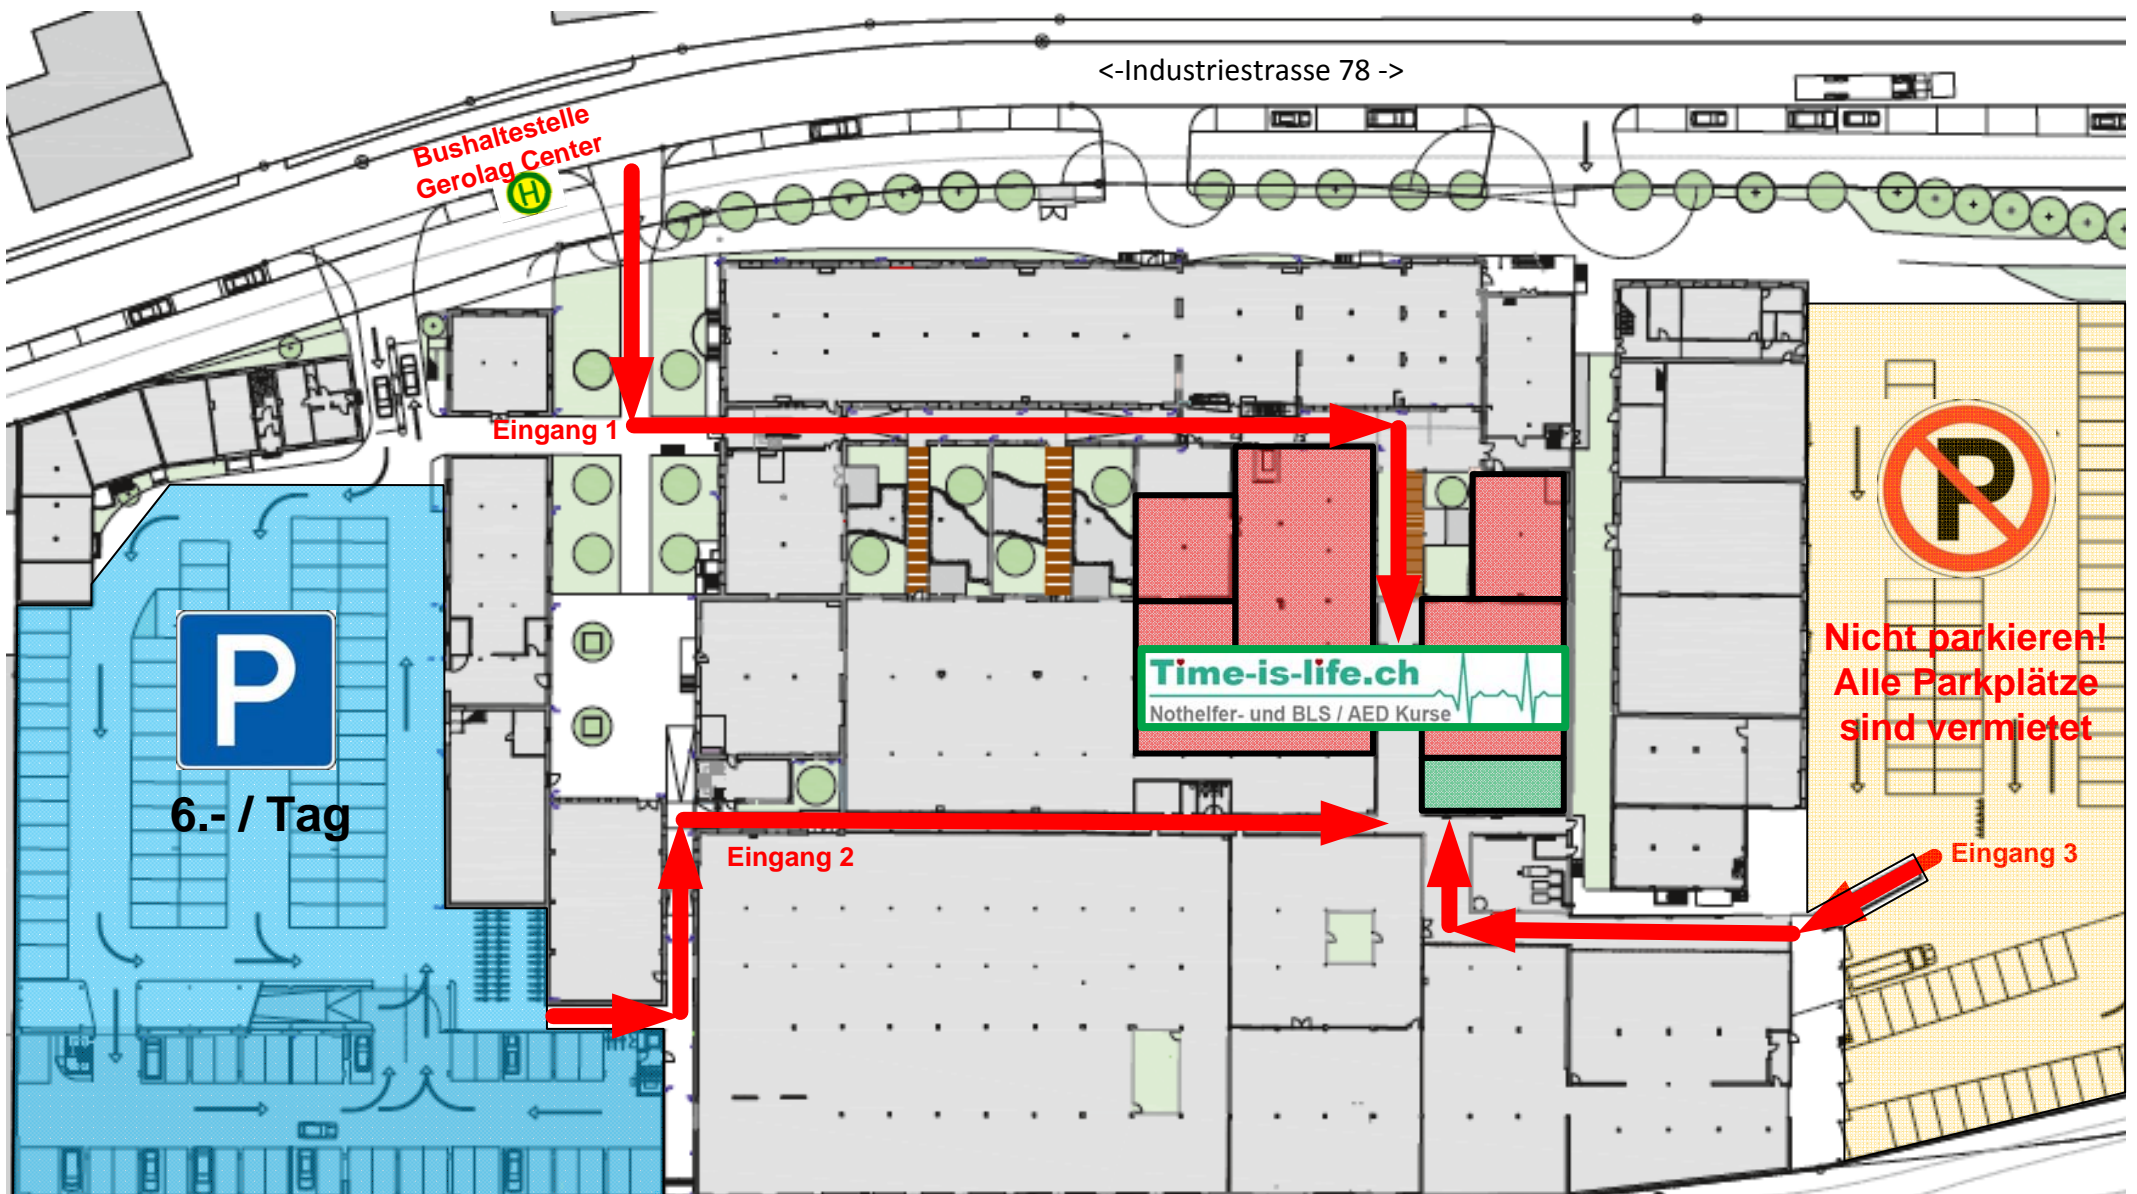 <-Industriestrasse 78 ->
Bushaltestelle
Gerolag Center
H
Eingang 1
P
6.- / Tag
Time-is-life.ch
Nothelfer- und BLS / AED Kurse
P
Nicht parkieren!
Alle Parkplätze
sind vermietet
Eingang 2
Eingang 3